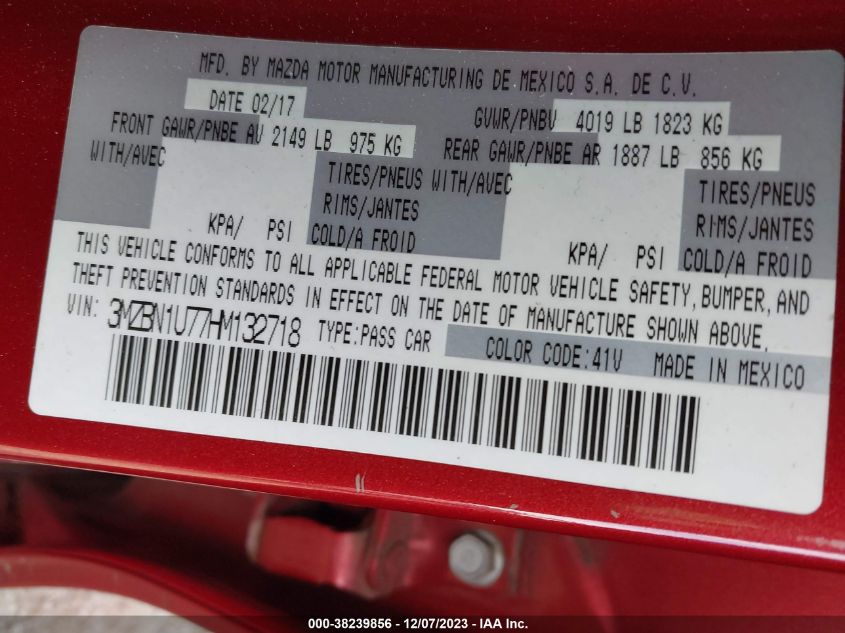 MFD. BY MAZDA MOTOR MANUFACTURING DE MEXICO S.A. DE C.V.
DATE 02/17 GVWR/PNBV 4019 LB 1823 KG
FRONT GAWR/PNBE AV 2149 LB 975 KG REAR GAWR/PNBE AR 1887 LB 856 KG
WITH/AVEC TIRES/PNEUS WITH/AVEC TIRES/PNEUS
RIMS/JANTES RIMS/JANTES
KPA/ PSI COLD/A FROID KPA/ PSI COLD/A FROID
THIS VEHICLE CONFORMS TO ALL APPLICABLE FEDERAL MOTOR VEHICLE SAFETY, BUMPER, AND
THEFT PREVENTION STANDARDS IN EFFECT ON THE DATE OF MANUFACTURE SHOWN ABOVE.
VIN: 3MZBN1U77HM132718 TYPE:PASS CAR COLOR CODE:41V MADE IN MEXICO
000-38239856 - 12/07/2023 - IAA Inc.